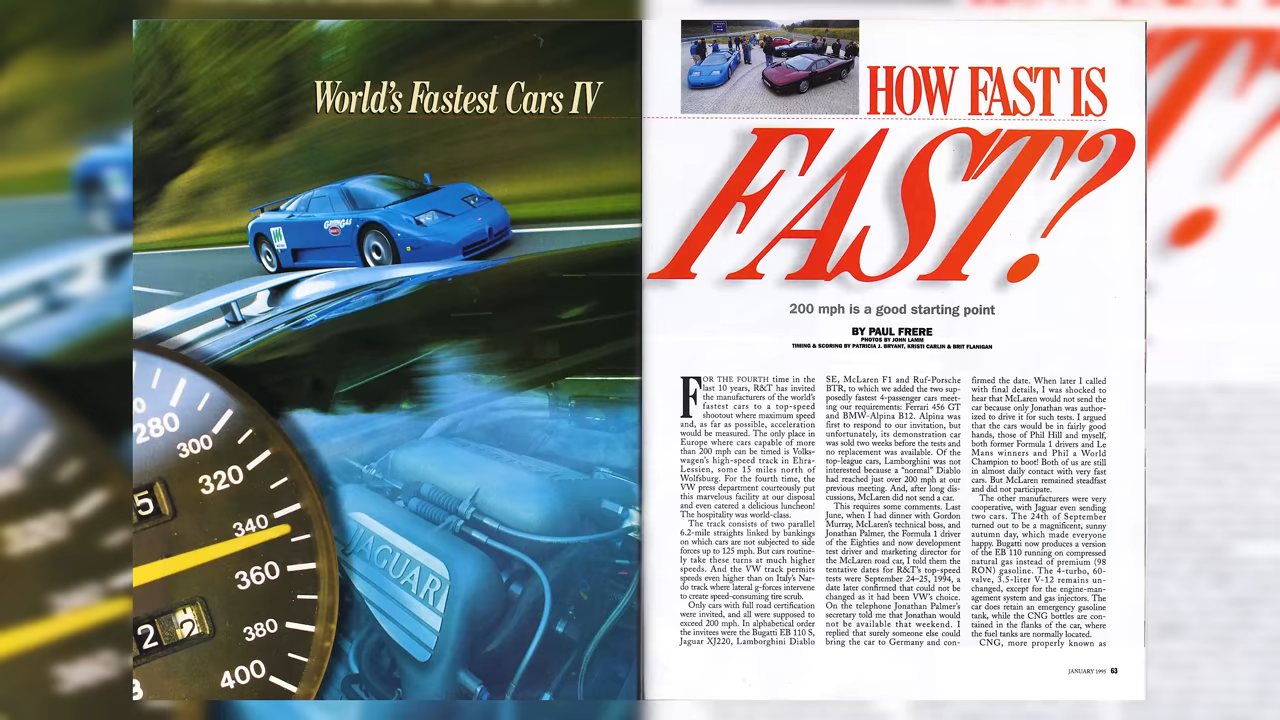 World's Fastest Cars IV
280
300
320
340
360
380
400
5
2 2
JAGUAR
HOW FAST IS
FAST?
200 mph is a good starting point
BY PAUL FRERE
PHOTOS BY JOHN LAMM
TIMING & SCORING BY PATRICIA J. BRYANT, KRISTI CARLIN & BRIT FLANIGAN
FOR THE FOURTH time in the
last 10 years, R&T has invited
the manufacturers of the world's
fastest cars to a top-speed
shootout where maximum speed
and, as far as possible, acceleration
would be measured. The only place in
Europe where cars capable of more
than 200 mph can be timed is Volks-
wagen's high-speed track in Ehra-
Lessien, some 15 miles north of
Wolfsburg. For the fourth time, the
VW press department courteously put
this marvelous facility at our disposal
and even catered a delicious luncheon!
The hospitality was world-class.
The track consists of two parallel
6.2-mile straights linked by bankings
on which cars are not subjected to side
forces up to 125 mph. But cars routine-
ly take these turns at much higher
speeds. And the VW track permits
speeds even higher than on Italy's Nar-
do track where lateral g-forces intervene
to create speed-consuming tire scrub.
Only cars with full road certification
were invited, and all were supposed to
exceed 200 mph. In alphabetical order
the invitees were the Bugatti EB 110 S,
Jaguar XJ220, Lamborghini Diablo
SE, McLaren F1 and Ruf-Porsche
BTR, to which we added the two sup-
posedly fastest 4-passenger cars meet-
ing our requirements: Ferrari 456 GT
and BMW-Alpina B12. Alpina was
first to respond to our invitation, but
unfortunately, its demonstration car
was sold two weeks before the tests and
no replacement was available. Of the
top-league cars, Lamborghini was not
interested because a "normal" Diablo
had reached just over 200 mph at our
previous meeting. And, after long dis-
cussions, McLaren did not send a car.
This requires some comments. Last
June, when I had dinner with Gordon
Murray, McLaren's technical boss, and
Jonathan Palmer, the Formula 1 driver
of the Eighties and now development
test driver and marketing director for
the McLaren road car, I told them the
tentative dates for R&T's top-speed
tests were September 24–25, 1994, a
date later confirmed that could not be
changed as it had been VW's choice.
On the telephone Jonathan Palmer's
secretary told me that Jonathan would
not be available that weekend. I
replied that surely someone else could
bring the car to Germany and con-
firmed the date. When later I called
with final details, I was shocked to
hear that McLaren would not send the
car because only Jonathan was author-
ized to drive it for such tests. I argued
that the cars would be in fairly good
hands, those of Phil Hill and myself,
both former Formula 1 drivers and Le
Mans winners and Phil a World
Champion to boot! Both of us are still
in almost daily contact with very fast
cars. But McLaren remained steadfast
and did not participate.
The other manufacturers were very
cooperative, with Jaguar even sending
two cars. The 24th of September
turned out to be a magnificent, sunny
autumn day, which made everyone
happy. Bugatti now produces a version
of the EB 110 running on compressed
natural gas instead of premium (98
RON) gasoline. The 4-turbo, 60-
valve, 3.5-liter V-12 remains un-
changed, except for the engine-man-
agement system and gas injectors. The
car does retain an emergency gasoline
tank, while the CNG bottles are con-
tained in the flanks of the car, where
the fuel tanks are normally located.
CNG, more properly known as
JANUARY 1995 63